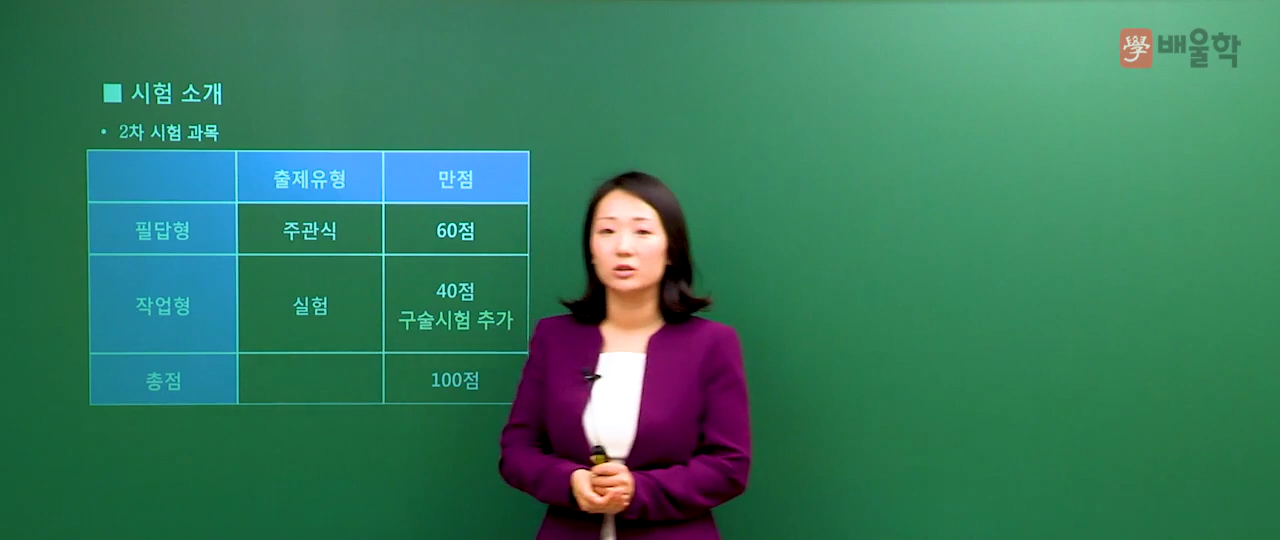 學 배울학
■ 시험 소개
• 2차 시험 과목
출제유형 만점
필답형 주관식 60점
작업형 실험 40점
구술시험 추가
총점 100점